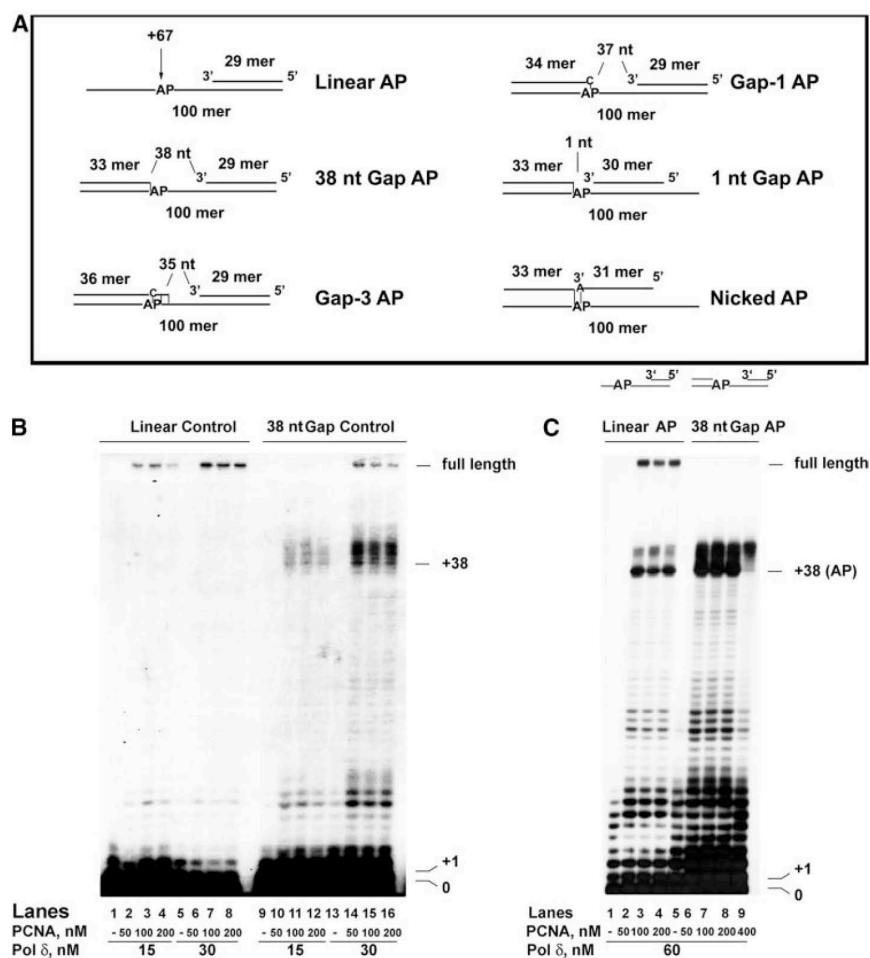 A
+67
29 mer
3' 5'
AP
Linear AP
100 mer
34 mer
37 nt
29 mer
C
3' 5'
AP
Gap-1 AP
100 mer
33 mer
38 nt
29 mer
3' 5'
AP
38 nt Gap AP
100 mer
1 nt
33 mer
30 mer
3' 5'
AP
1 nt Gap AP
100 mer
36 mer
35 nt
29 mer
C
3' 5'
AP
Gap-3 AP
100 mer
33 mer
3'
31 mer
5'
A
AP
Nicked AP
100 mer
3' 5'
AP
3' 5'
AP
B
Linear Control
38 nt Gap Control
full length
+38
+1
0
Lanes 1 2 3 4 5 6 7 8 9 10 11 12 13 14 15 16
PCNA, nM - 50 100 200 - 50 100 200 - 50 100 200 - 50 100 200
Pol δ, nM 15 30 15 30
C
Linear AP
38 nt Gap AP
full length
+38 (AP)
+1
0
Lanes 1 2 3 4 5 6 7 8 9
PCNA, nM - 50 100 200 - 50 100 200 400
Pol δ, nM 60